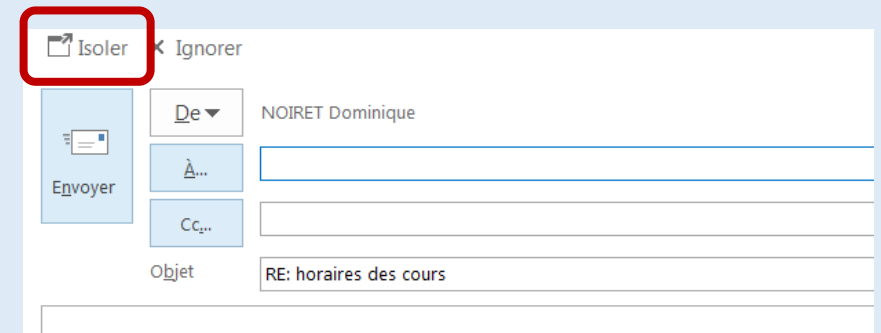 Isoler × Ignorer
De NOIRET Dominique
À...
Envoyer
Cc...
Objet RE: horaires des cours